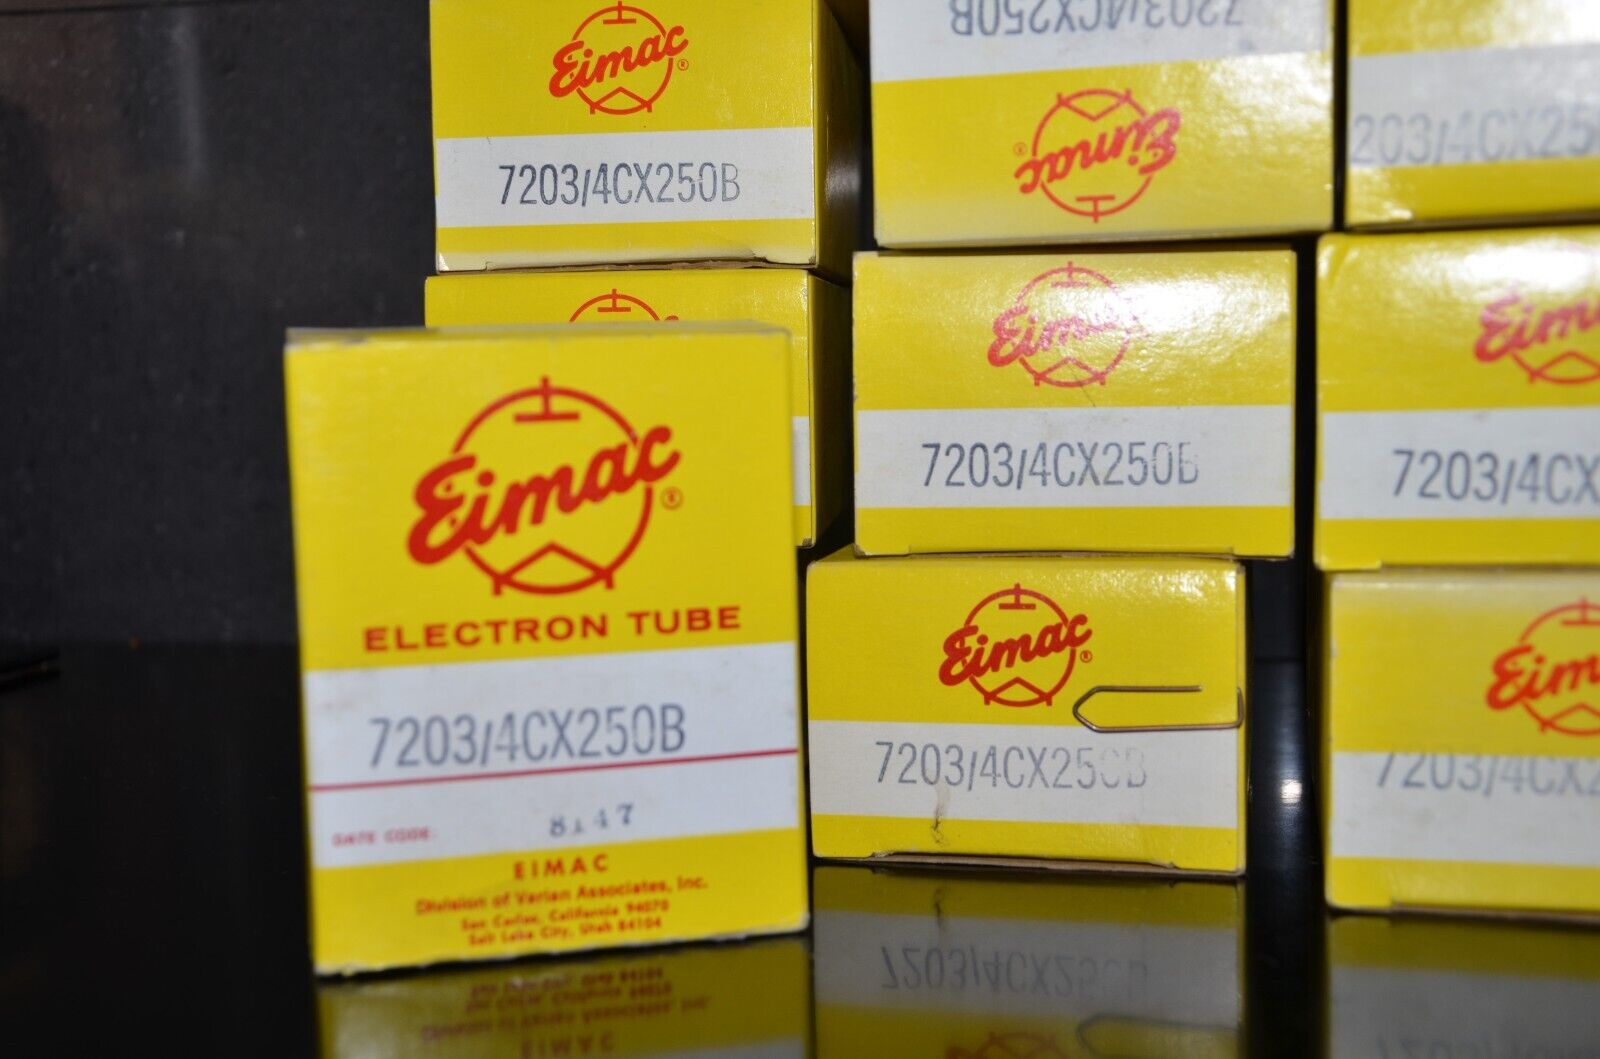 Eimac ®
7203/4CX250B
7203/4CX250B
Eimac ®
203/4CX25
Eimac
7203/4CX250B
Eim
7203/4CX
Eimac ®
ELECTRON TUBE
7203/4CX250B
DATE CODE: 8147
EIMAC
Division of Varian Associates, Inc.
San Carlos, California 94070
Salt Lake City, Utah 84104
Eimac ®
7203/4CX250B
Eim
7203/4CX2